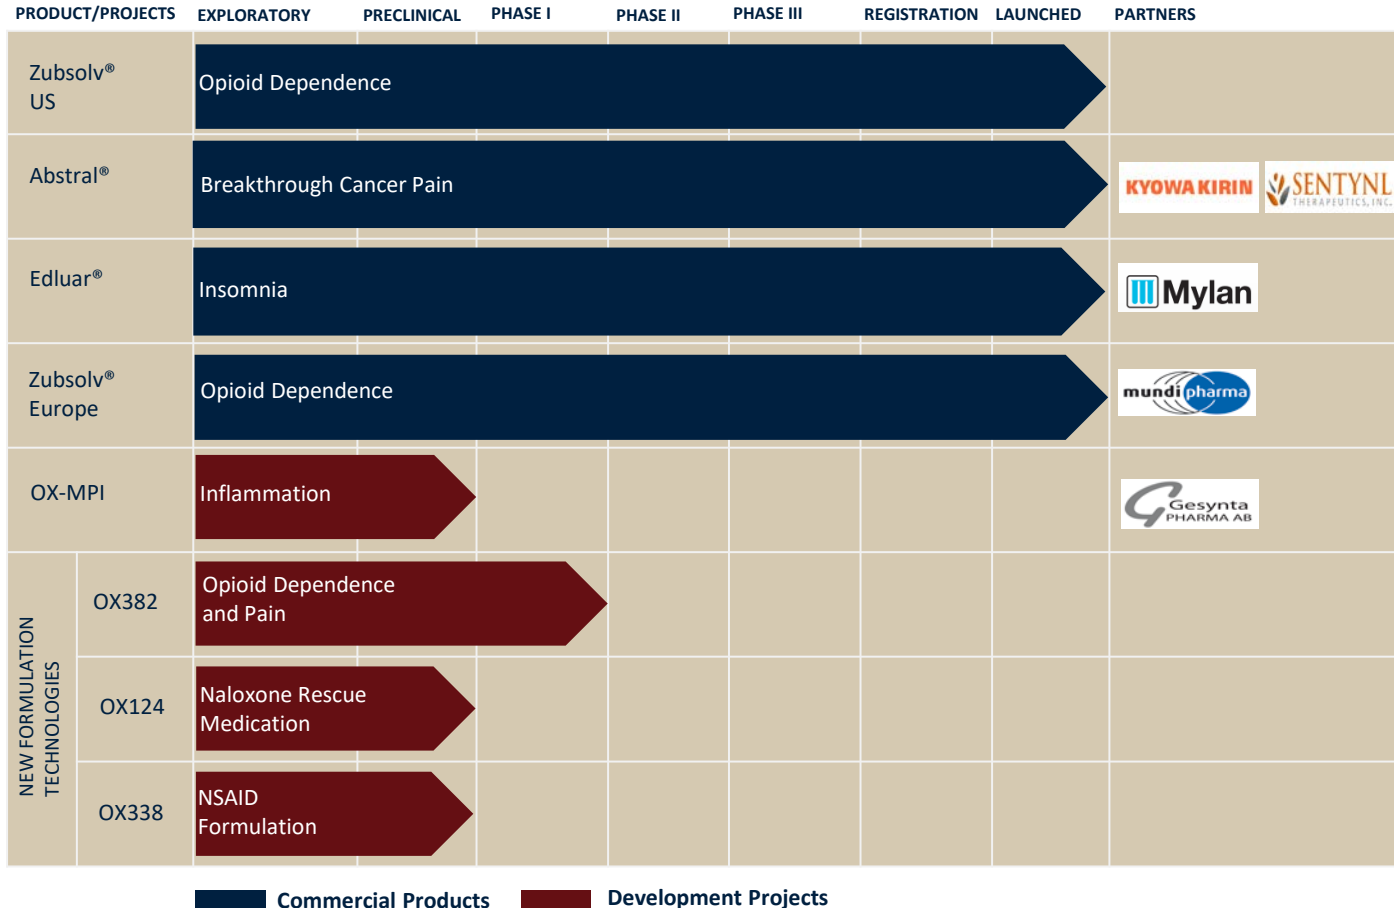 PRODUCT/PROJECTS EXPLORATORY PRECLINICAL PHASE I PHASE II PHASE III REGISTRATION LAUNCHED PARTNERS
Zubsolv®
US
Opioid Dependence
Abstral®
Breakthrough Cancer Pain
KYOWA KIRIN
SENTYNL
THERAPEUTICS, INC.
Edluar®
Insomnia
Mylan
Zubsolv®
Europe
Opioid Dependence
mundipharma
OX-MPI
Inflammation
Gesynta
PHARMA AB
NEW FORMULATION
TECHNOLOGIES
OX382
Opioid Dependence
and Pain
OX124
Naloxone Rescue
Medication
OX338
NSAID
Formulation
Commercial Products
Development Projects